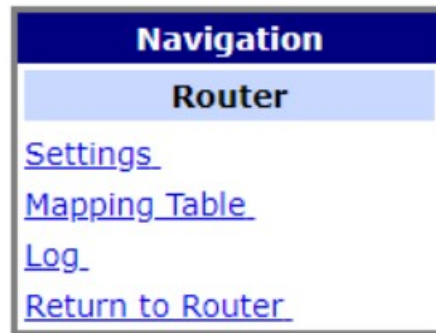 Navigation
Router
Settings
Mapping Table
Log
Return to Router